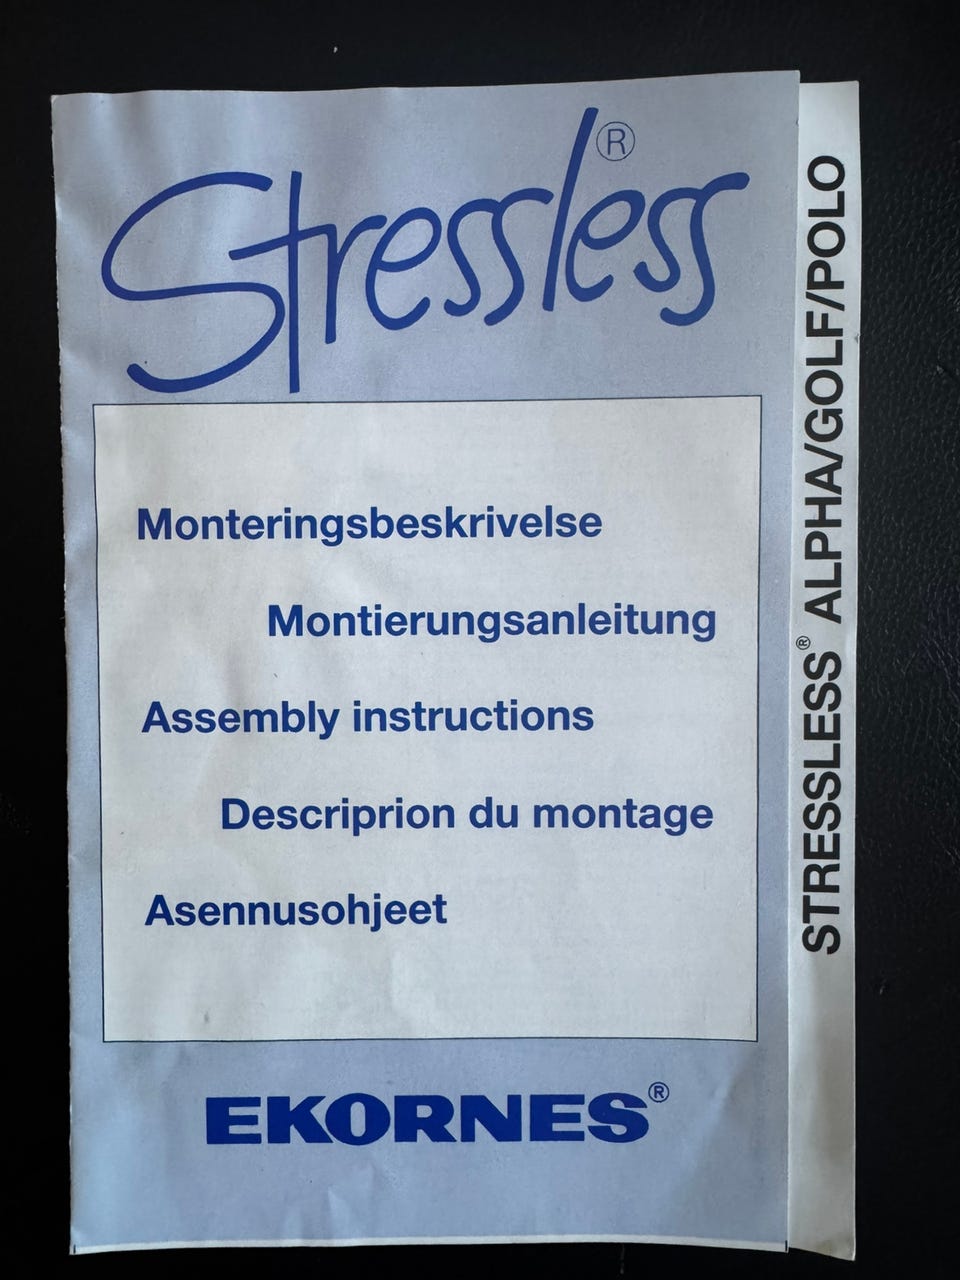 Stressless®
Monteringsbeskrivelse
Montierungsanleitung
Assembly instructions
Descriprion du montage
Asennusohjeet
EKORNES®
STRESSLESS® ALPHA/GOLF/POLO